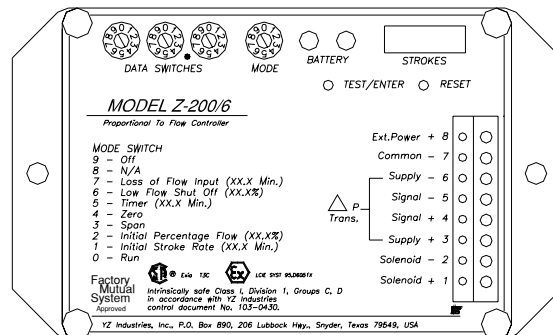 DATA SWITCHES
MODE
BATTERY
STROKES
TEST/ENTER
RESET
MODEL Z-200/6
Proportional To Flow Controller
MODE SWITCH
9 - Off
8 - N/A
7 - Loss of Flow Input (XX.X Min.)
6 - Low Flow Shut Off (XX.X%)
5 - Timer (XX.X Min.)
4 - Zero
3 - Span
2 - Initial Percentage Flow (XX.X%)
1 - Initial Stroke Rate (XX.X Min.)
0 - Run
Ext.Power + 8
Common - 7
Supply - 6
Signal - 5
Signal + 4
Supply + 3
Solenoid - 2
Solenoid + 1
△ P
Trans.
Factory
Mutual
System
Approved
® Exia
Ex
LCIE SYST
Intrinsically safe Class I, Division 1, Groups C, D
in accordance with YZ Industries
control document No. 103-0430.
YZ Industries, Inc., P.O. Box 890, 206 Lubbock Hwy., Snyder, Texas 79549, USA